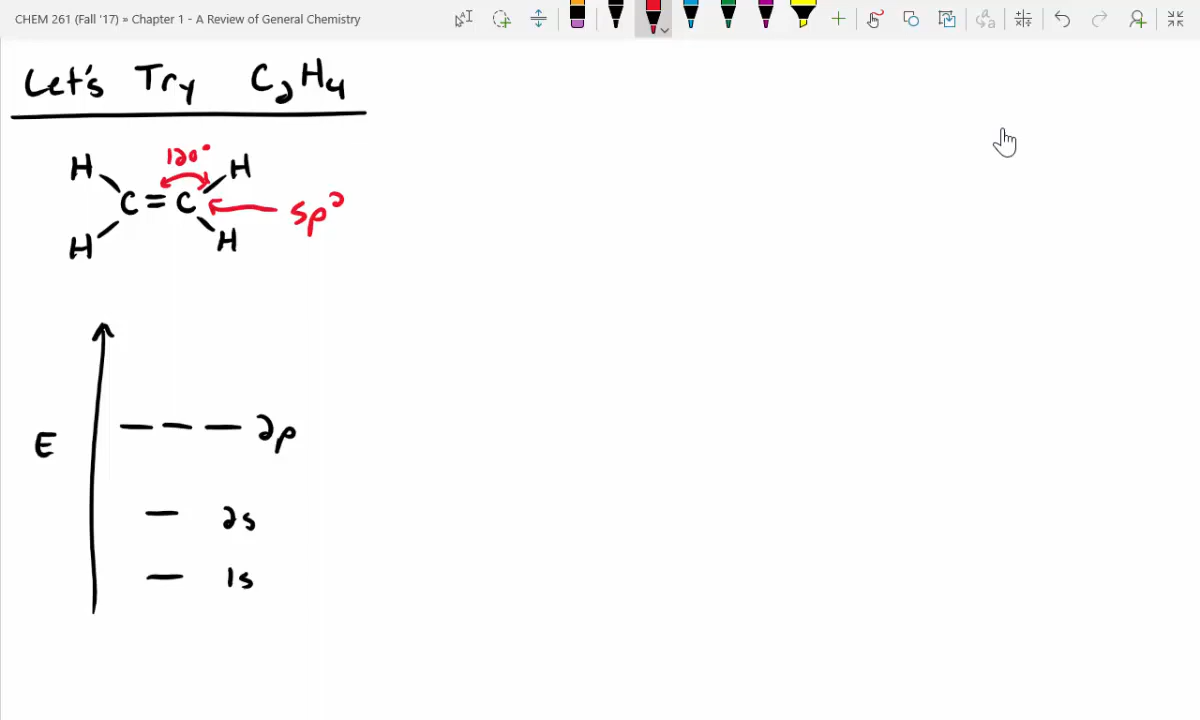 CHEM 261 (Fall '17) » Chapter 1 - A Review of General Chemistry
Let's Try C₂H₄
120°
H H
C = C sp²
H H
E
2p
2s
1s